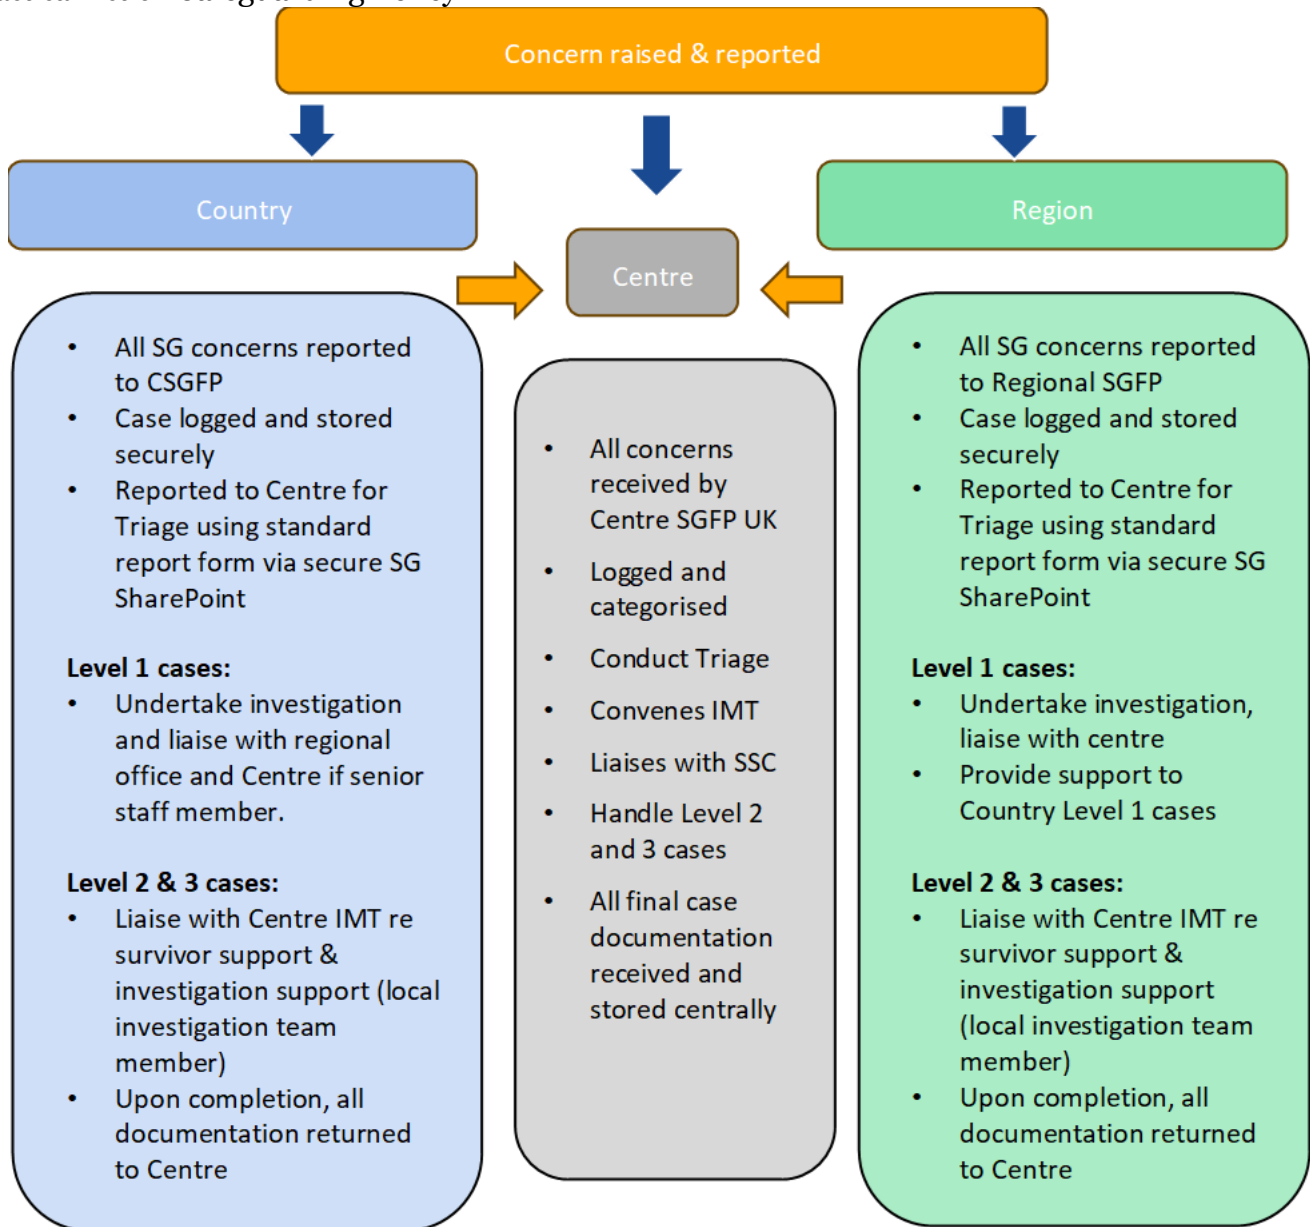 Concern raised & reported
Country
Region
Centre
• All SG concerns reported
to CSGFP
• Case logged and stored
securely
• Reported to Centre for
Triage using standard
report form via secure SG
SharePoint
Level 1 cases:
• Undertake investigation
and liaise with regional
office and Centre if senior
staff member.
Level 2 & 3 cases:
• Liaise with Centre IMT re
survivor support &
investigation support (local
investigation team
member)
• Upon completion, all
documentation returned
to Centre
• All concerns
received by
Centre SGFP UK
• Logged and
categorised
• Conduct Triage
• Convenes IMT
• Liaises with SSC
• Handle Level 2
and 3 cases
• All final case
documentation
received and
stored centrally
• All SG concerns reported
to Regional SGFP
• Case logged and stored
securely
• Reported to Centre for
Triage using standard
report form via secure SG
SharePoint
Level 1 cases:
• Undertake investigation,
liaise with centre
• Provide support to
Country Level 1 cases
Level 2 & 3 cases:
• Liaise with Centre IMT re
survivor support &
investigation support
(local investigation team
member)
• Upon completion, all
documentation returned
to Centre